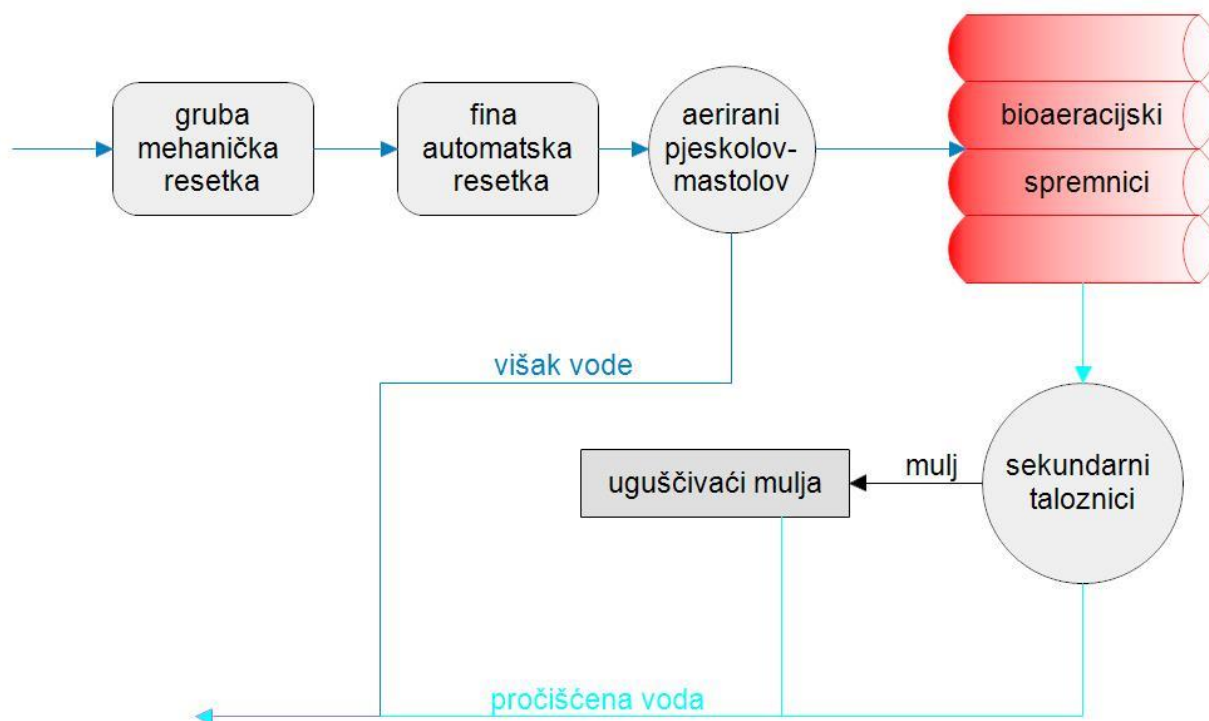 gruba
mehanička
resetka
fina
automatska
resetka
aerirani
pjeskolov-
mastolov
bioaeracijski
spremnici
višak vode
uguščivaći mulja
mulj
sekundarni
taloznici
pročišćena voda